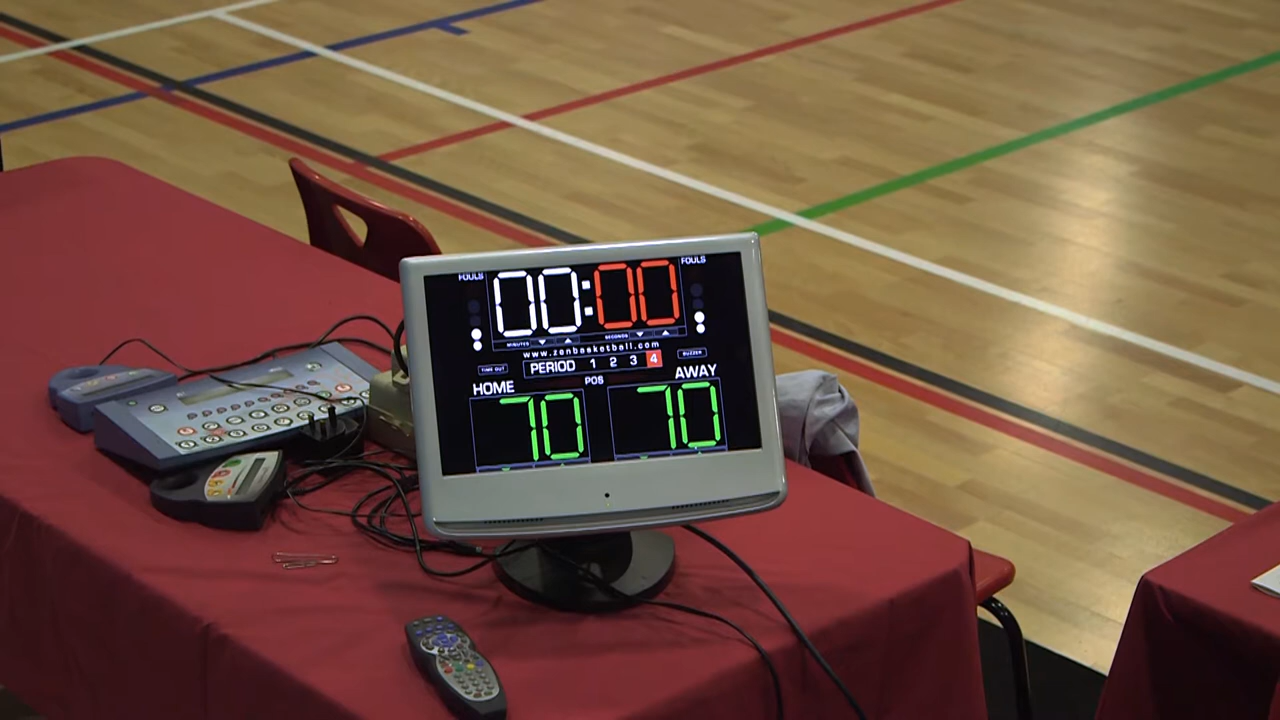 FOULS 00:00 FOULS
MINUTES SECONDS
www.zenbasketball.com
TIME OUT PERIOD 1 2 3 4 BUZZER
HOME POS AWAY
70 70